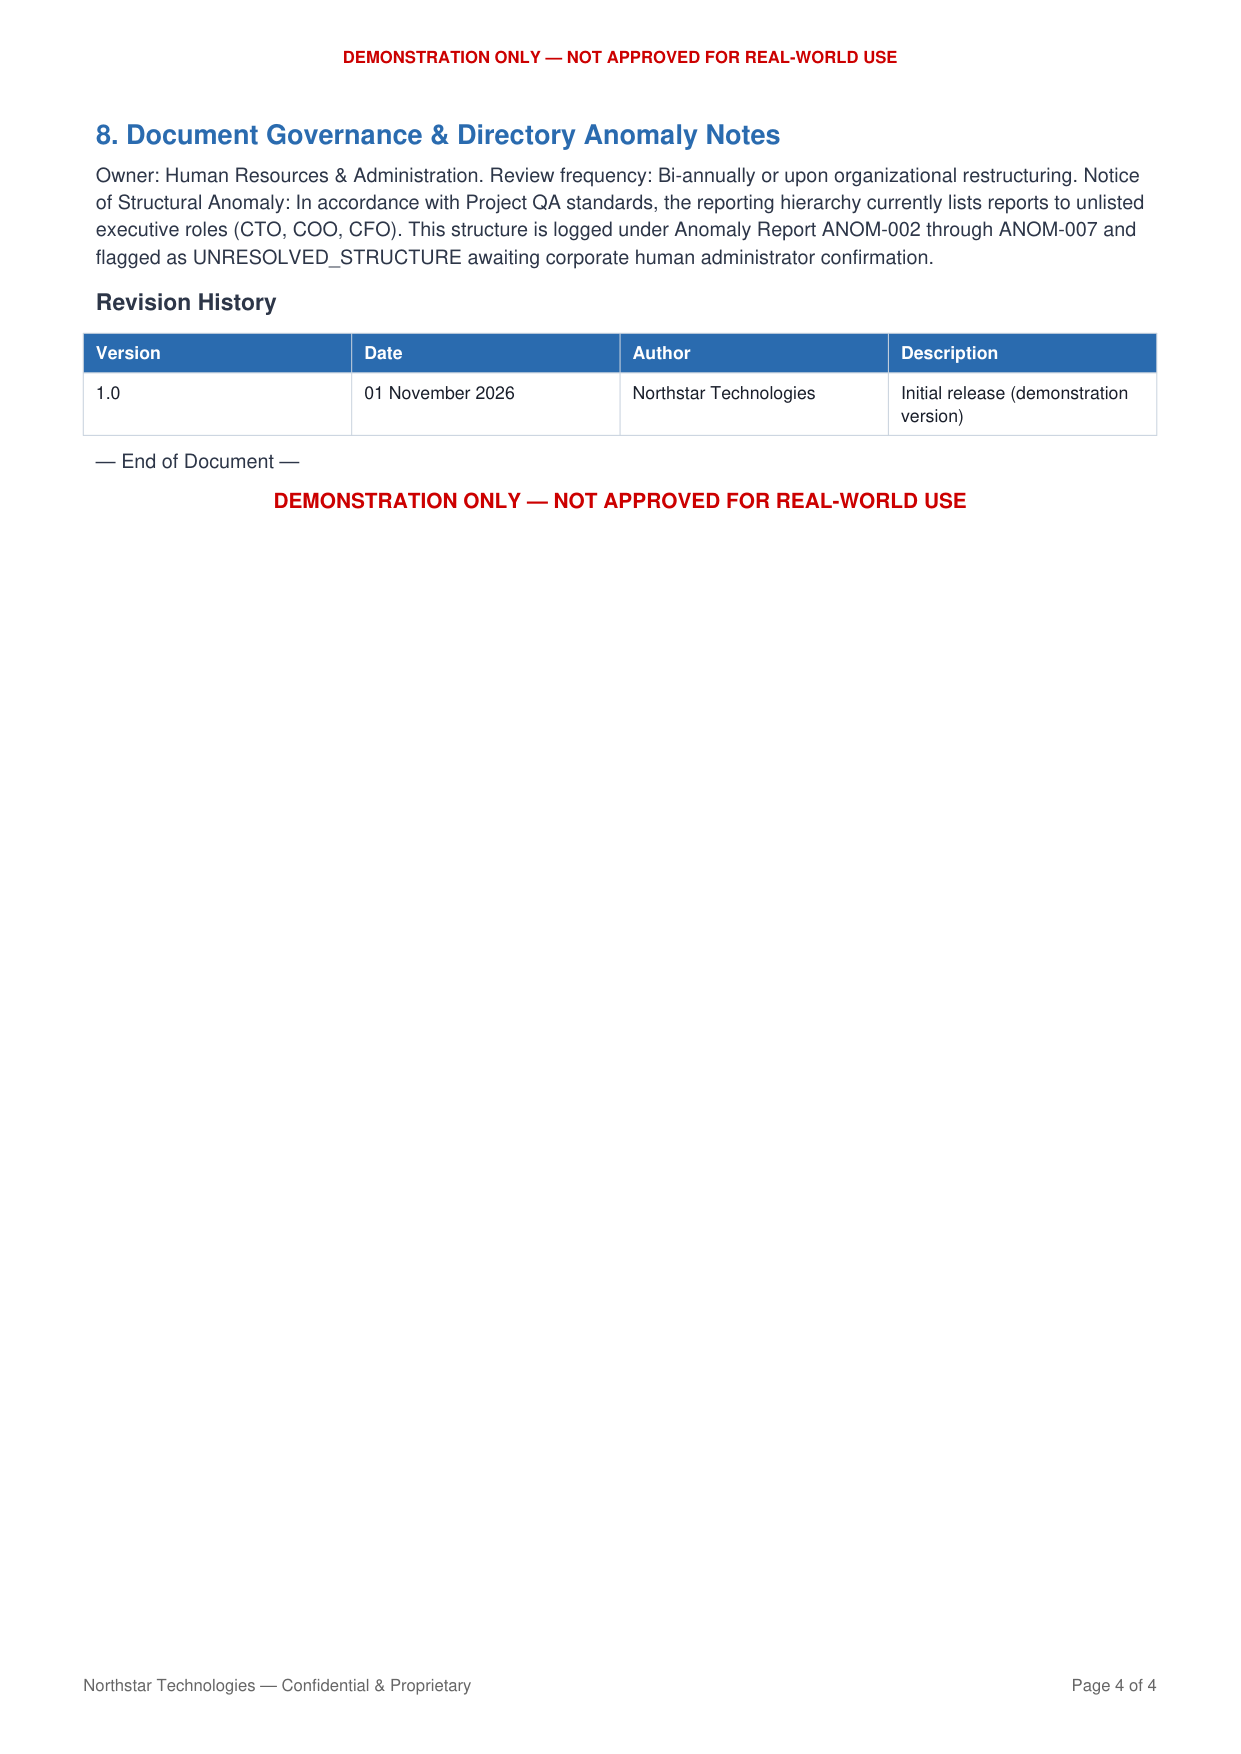 DEMONSTRATION ONLY — NOT APPROVED FOR REAL-WORLD USE
8. Document Governance & Directory Anomaly Notes
Owner: Human Resources & Administration. Review frequency: Bi-annually or upon organizational restructuring. Notice
of Structural Anomaly: In accordance with Project QA standards, the reporting hierarchy currently lists reports to unlisted
executive roles (CTO, COO, CFO). This structure is logged under Anomaly Report ANOM-002 through ANOM-007 and
flagged as UNRESOLVED_STRUCTURE awaiting corporate human administrator confirmation.
Revision History
Version Date Author Description
1.0 01 November 2026 Northstar Technologies Initial release (demonstration
version)
— End of Document —
DEMONSTRATION ONLY — NOT APPROVED FOR REAL-WORLD USE
Northstar Technologies — Confidential & Proprietary Page 4 of 4